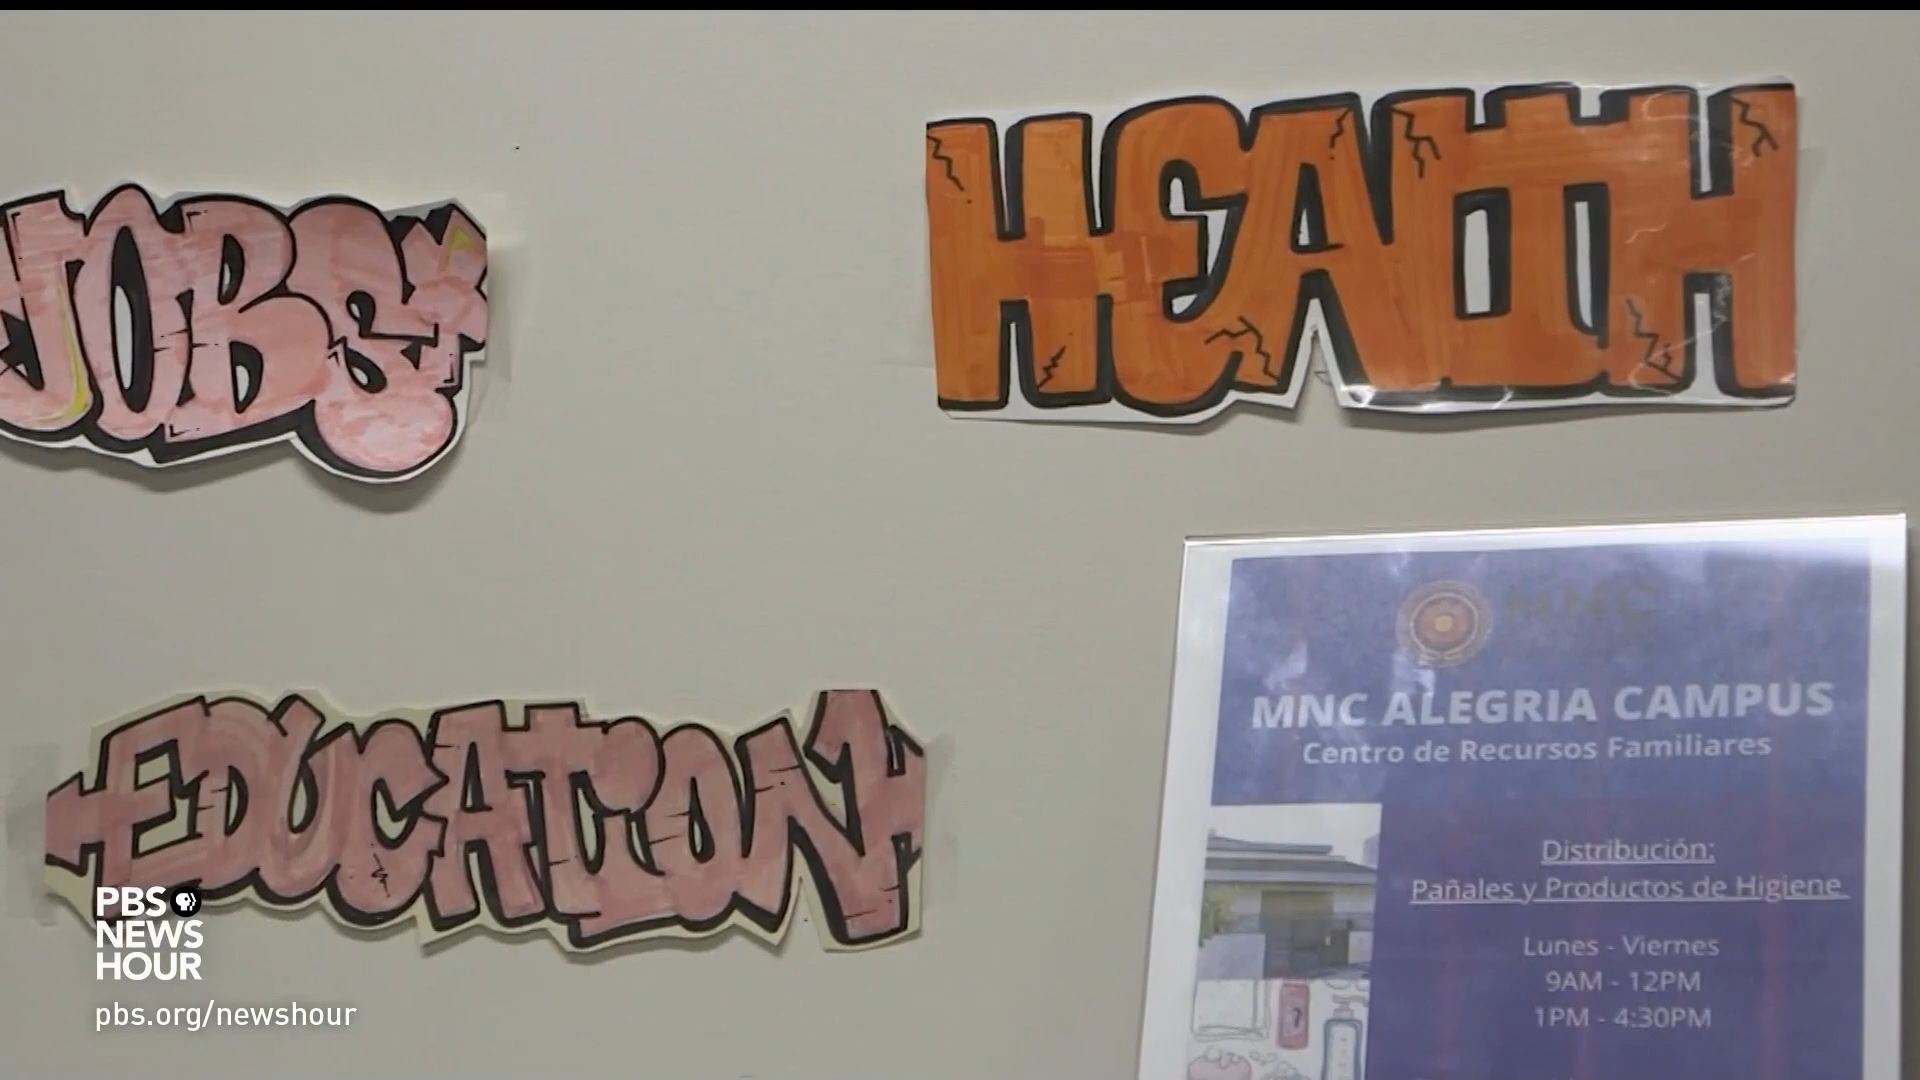 JOBS
HEALTH
EDUCATION
MNC
MNC ALEGRIA CAMPUS
Centro de Recursos Familiares
Distribución:
Pañales y Productos de Higiene
Lunes - Viernes
9AM - 12PM
1PM - 4:30PM
PBS
NEWS
HOUR
pbs.org/newshour